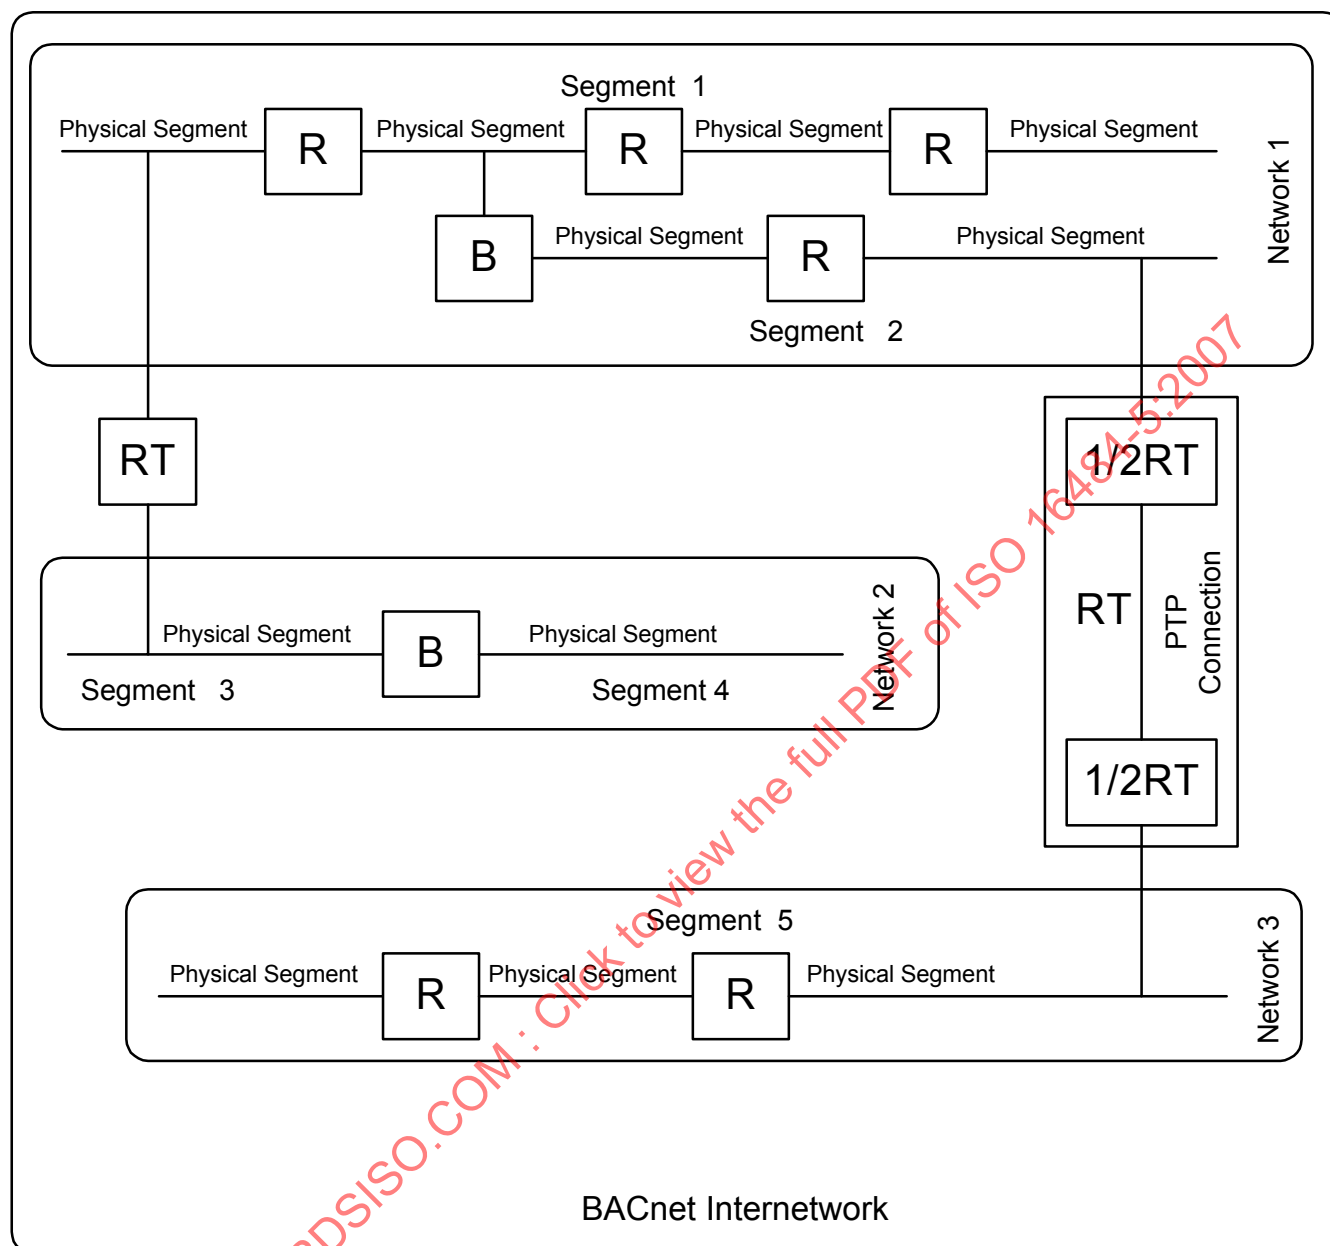 Segment 1
Physical Segment
R
Physical Segment
R
Physical Segment
R
Physical Segment
B
Physical Segment
R
Physical Segment
Segment 2
Network 1
RT
1/2RT
RT
PTP
Connection
1/2RT
Physical Segment
B
Physical Segment
Segment 3
Segment 4
Network 2
Segment 5
Physical Segment
R
Physical Segment
R
Physical Segment
Network 3
BACnet Internetwork
DSISO.COM : Click to view the full PDF of ISO 16484-5:2007